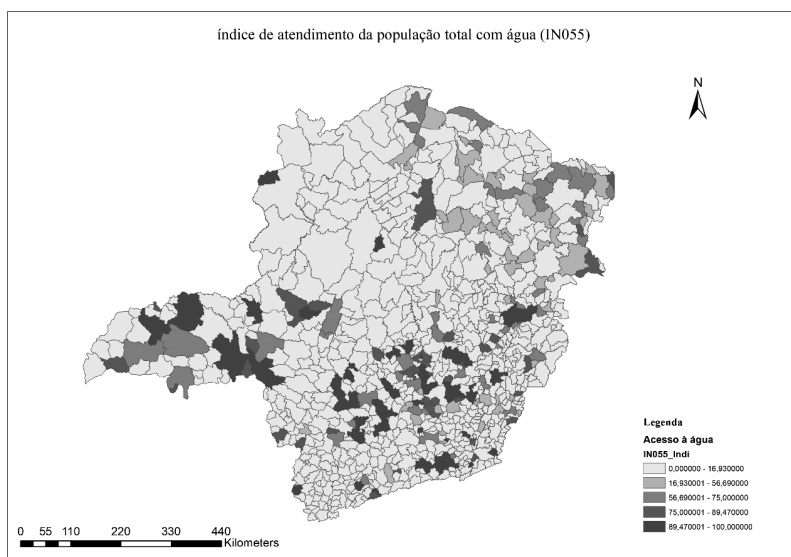 índice de atendimento da população total com água (IN055)
N
Legenda
Acesso à água
IN055_Indi
0,000000 - 16,930000
16,930001 - 56,690000
56,690001 - 75,000000
75,000001 - 89,470000
89,470001 - 100,000000
0 55 110 220 330 440
Kilometers